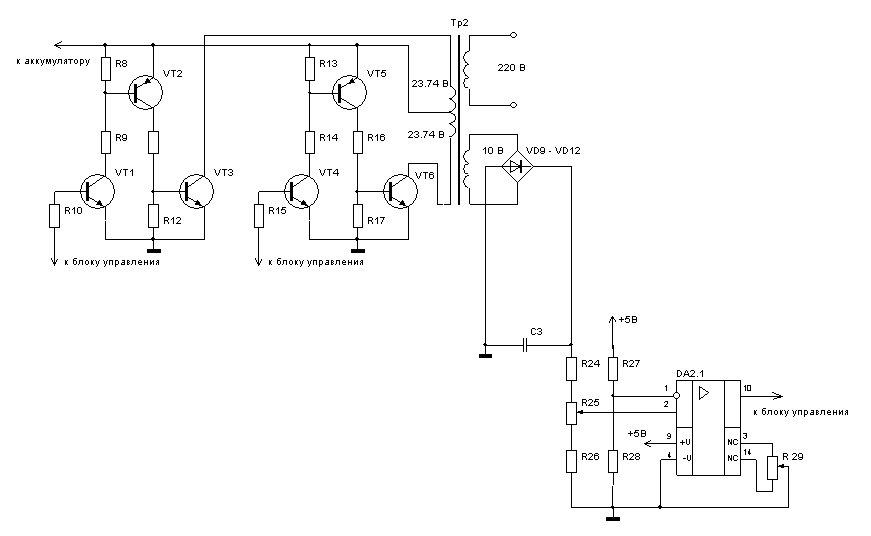 Тр2
к аккумулятору
R8
VT2
R13
VT5
23.74 В
220 В
23.74 В
R9
R14
R16
10 В
VD9 - VD12
VT1
VT3
VT4
VT6
R10
R12
R15
R17
к блоку управления
к блоку управления
C3
+5В
R24
R27
DA2.1
1
10
R25
2
к блоку управления
+5В
9
+U
NC
3
R26
R28
4
-U
NC
14
R 29